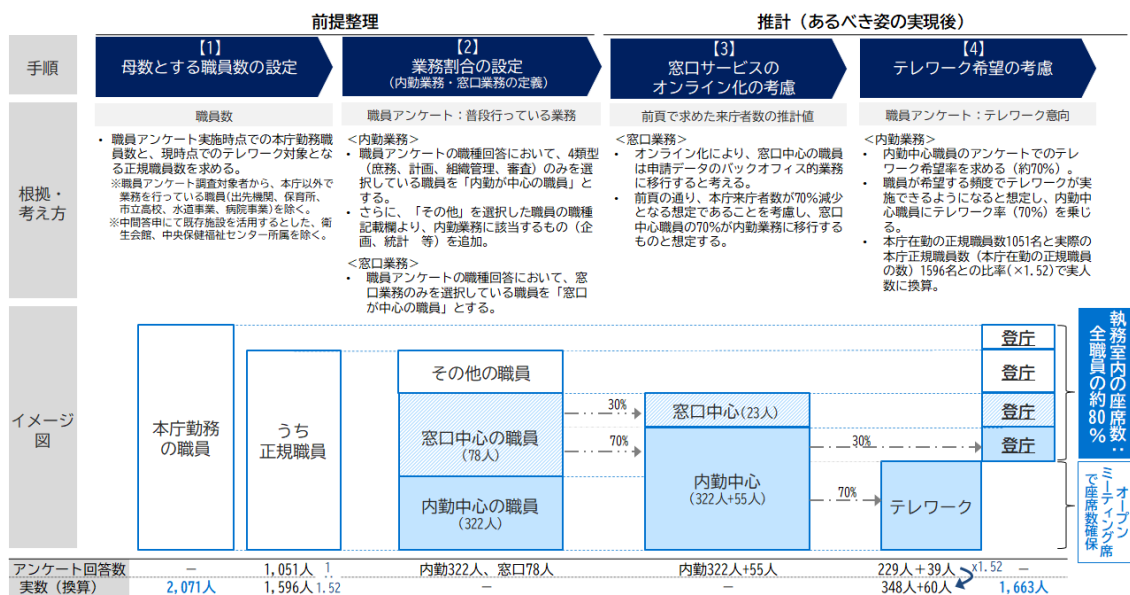 前提整理
推計（あるべき姿の実現後）
手順
【1】
母数とする職員数の設定
【2】
業務割合の設定
（内勤業務・窓口業務の定義）
【3】
窓口サービスの
オンライン化の考慮
【4】
テレワーク希望の考慮
根拠・
考え方
職員数
• 職員アンケート実施時点での本庁勤務職
員数と、現時点でのテレワーク対象とな
る正規職員数を求める。
※職員アンケート調査対象者から、本庁以外で
業務を行っている職員(出先機関、保育所、
市立高校、水道事業、病院事業)を除く。
※中間答申にて既存施設を活用するとした、衛
生会館、中央保健福祉センター所属を除く。
職員アンケート：普段行っている業務
＜内勤業務＞
• 職員アンケートの職種回答において、4類型
（庶務、計画、組織管理、審査）のみを選
択している職員を「内勤が中心の職員」と
する。
• さらに、「その他」を選択した職員の職種
記載欄より、内勤業務に該当するもの（企
画、統計　等）を追加。
＜窓口業務＞
• 職員アンケートの職種回答において、窓
口業務のみを選択している職員を「窓口
が中心の職員」とする。
前頁で求めた来庁者数の推計値
＜窓口業務＞
• オンライン化により、窓口中心の職員
は申請データのバックオフィス的業務
に移行すると考える。
• 前頁の通り、本庁来庁者数が70%減少
となる想定であることを考慮し、窓口
中心職員の70%が内勤業務に移行する
ものと想定する。
職員アンケート：テレワーク意向
＜内勤業務＞
• 内勤中心職員のアンケートでのテレ
ワーク希望率を求める（約70%）。
• 職員が希望する頻度でテレワークが実
施できるようになると想定し、内勤中
心職員にテレワーク率（70%）を乗じ
る。
• 本庁在勤の正規職員数1051名と実際の
本庁正規職員数（本庁在勤の正規職員
の数）1596名との比率(×1.52)で実人
数に換算。
イメージ
図
本庁勤務
の職員
うち
正規職員
その他の職員
窓口中心の職員
（78人）
内勤中心の職員
（322人）
30%
70%
窓口中心（23人）
内勤中心
（322人+55人）
30%
70%
登庁
登庁
登庁
登庁
テレワーク
執務室内の座席数：
全職員の約80%
オープン
ミーティング席
で座席数確保
アンケート回答数
－
1,051人 1
内勤322人、窓口78人
内勤322人+55人
229人＋39人 ×1.52
－
実数（換算）
2,071人
1,596人 1.52
－
－
348人+60人
1,663人